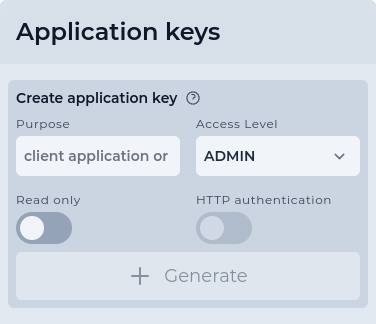 Application keys
Create application key
Purpose
Access Level
client application or
ADMIN
Read only
HTTP authentication
Generate